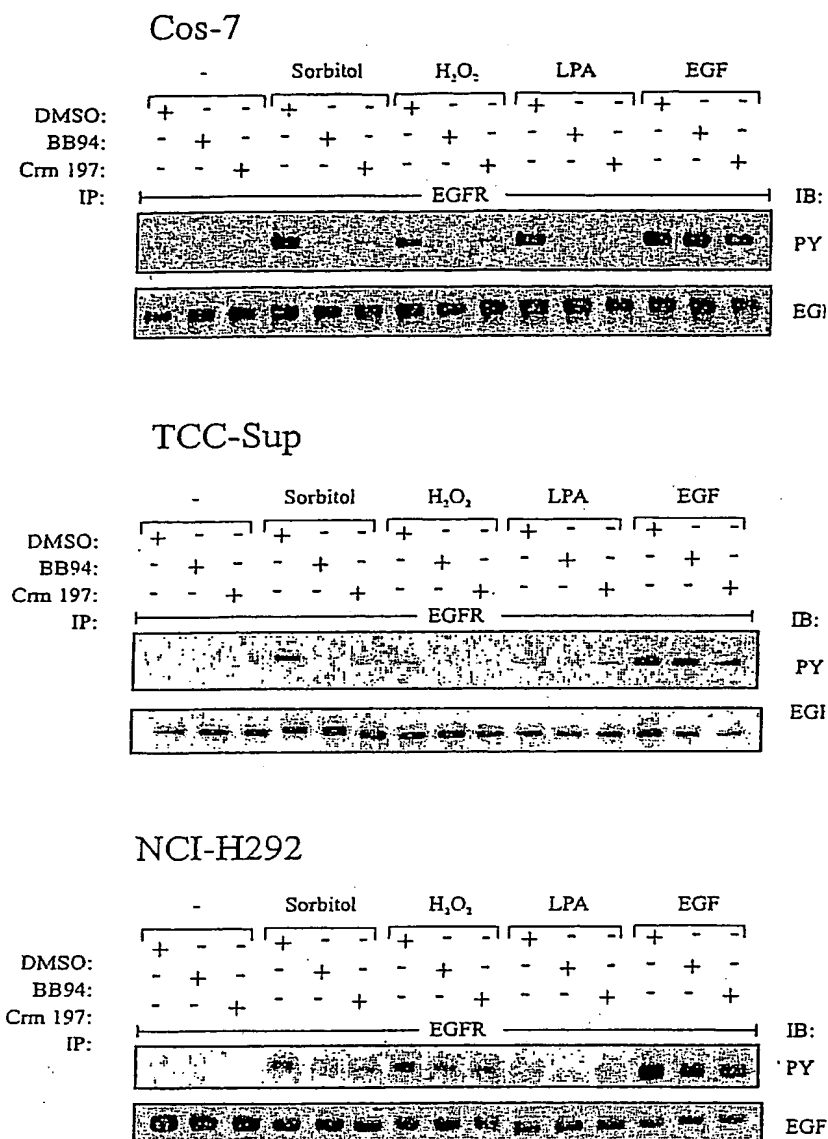 Cos-7
- Sorbitol H₂O₂ LPA EGF
DMSO: + - - + - - + - - + - - + - -
BB94: - + - - + - - + - - + - - + -
Crm 197: - - + - - + - - + - - + - - +
IP: EGFR IB:
PY
EGF
TCC-Sup
- Sorbitol H₂O₂ LPA EGF
DMSO: + - - + - - + - - + - - + - -
BB94: - + - - + - - + - - + - - + -
Crm 197: - - + - - + - - + - - + - - +
IP: EGFR IB:
PY
EGF
NCI-H292
- Sorbitol H₂O₂ LPA EGF
DMSO: + - - + - - + - - + - - + - -
BB94: - + - - + - - + - - + - - + -
Crm 197: - - + - - + - - + - - + - - +
IP: EGFR IB:
PY
EGF